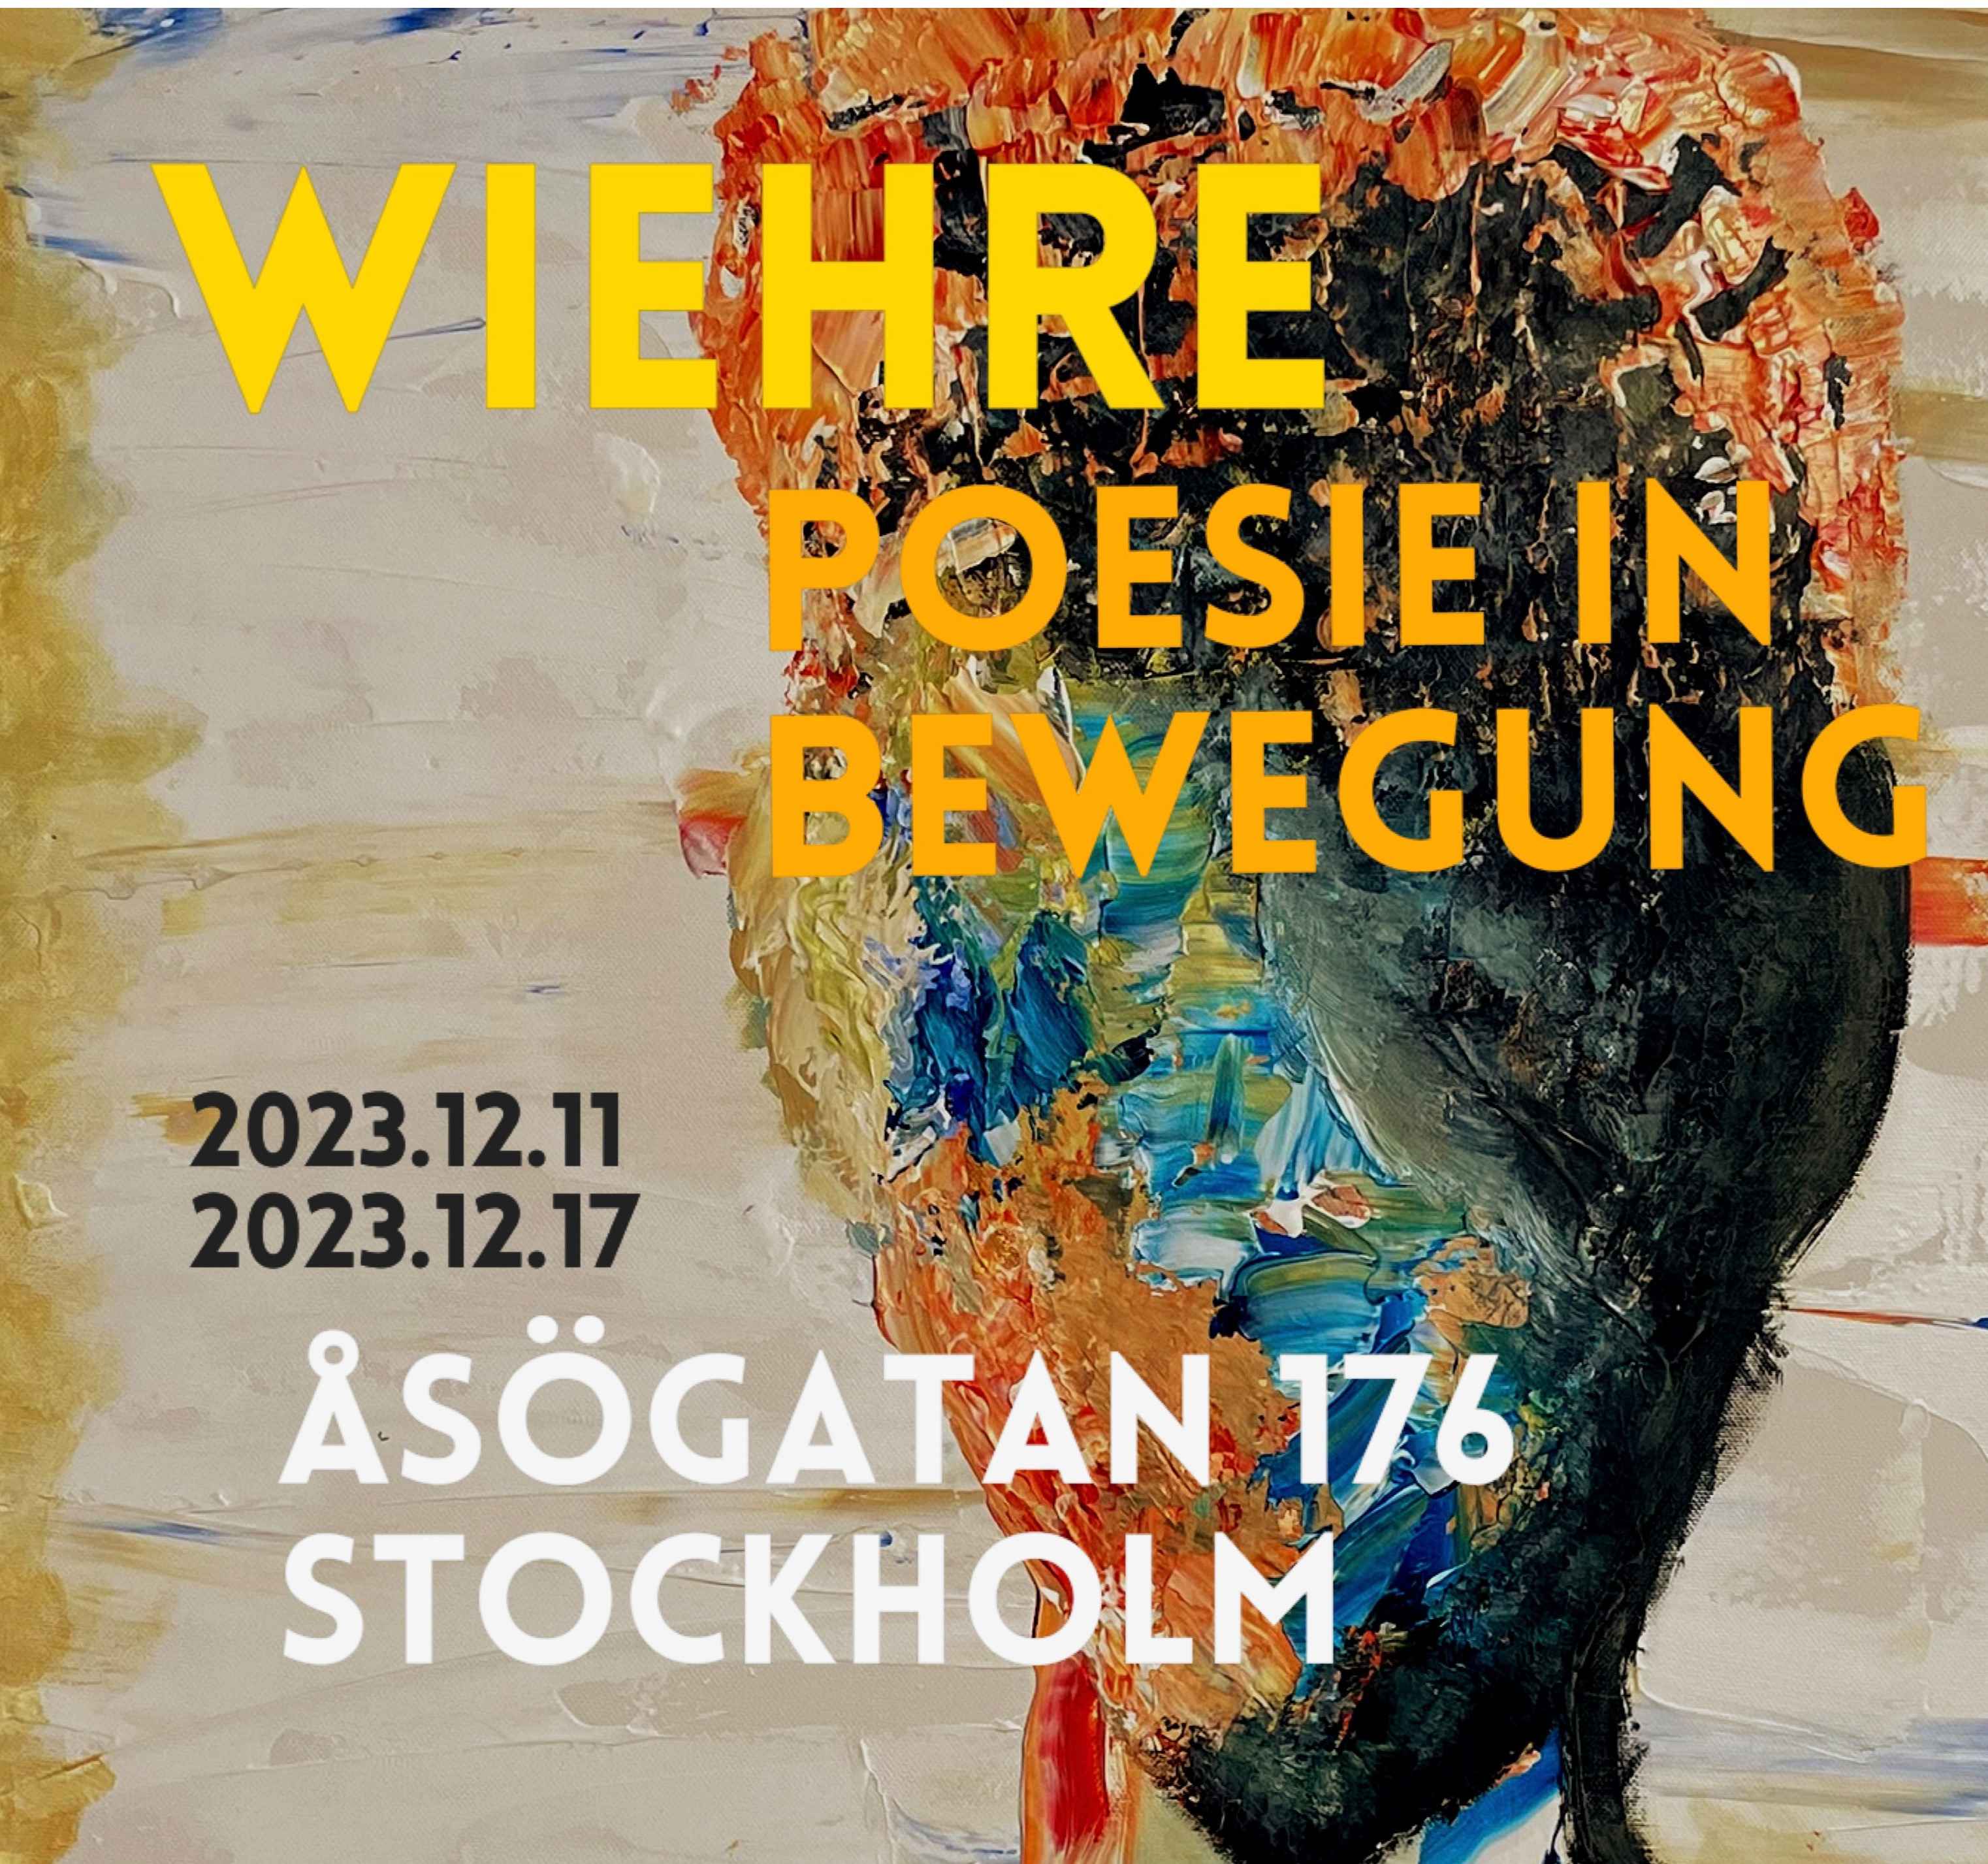 WIEHRE
POESIE IN
BEWEGUNG
2023.12.11
2023.12.17
ÅSÖGATAN 176
STOCKHOLM